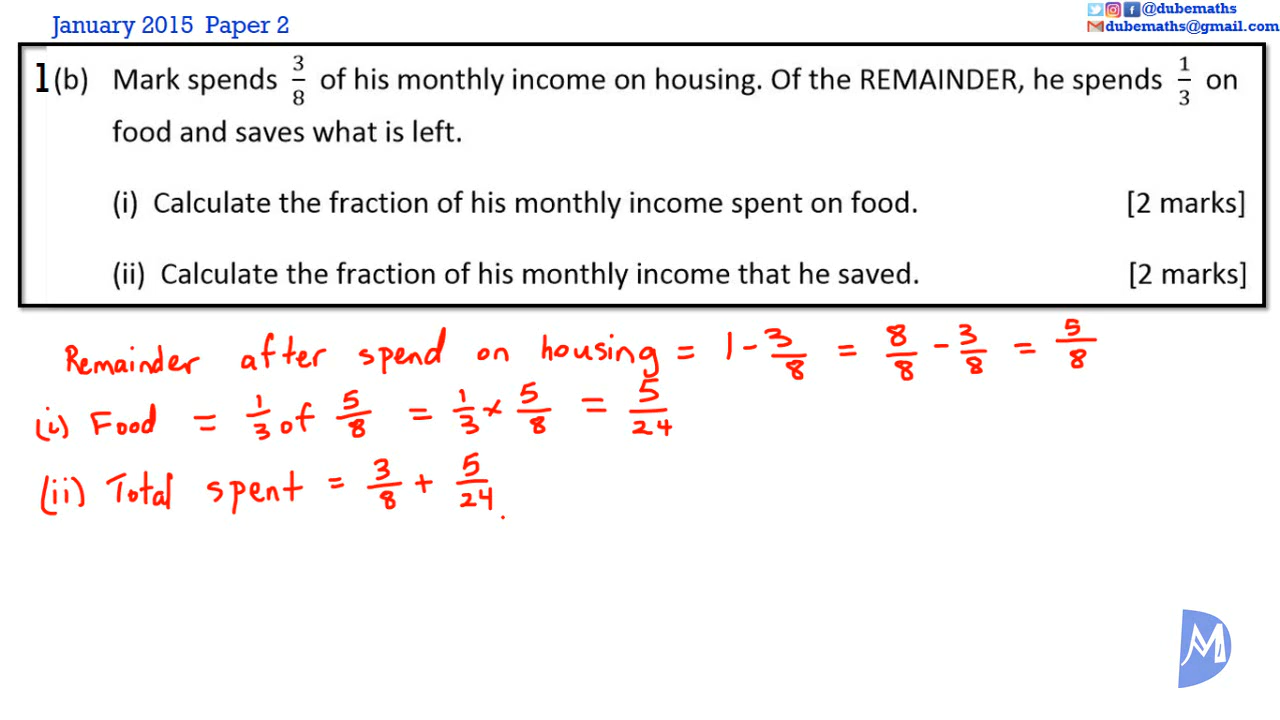 January 2015 Paper 2
@dubemaths
dubemaths@gmail.com
1(b) Mark spends 3/8 of his monthly income on housing. Of the REMAINDER, he spends 1/3 on
food and saves what is left.
(i) Calculate the fraction of his monthly income spent on food. [2 marks]
(ii) Calculate the fraction of his monthly income that he saved. [2 marks]
Remainder after spend on housing = 1 - 3/8 = 8/8 - 3/8 = 5/8
(i) Food = 1/3 of 5/8 = 1/3 × 5/8 = 5/24
(ii) Total spent = 3/8 + 5/24
DM